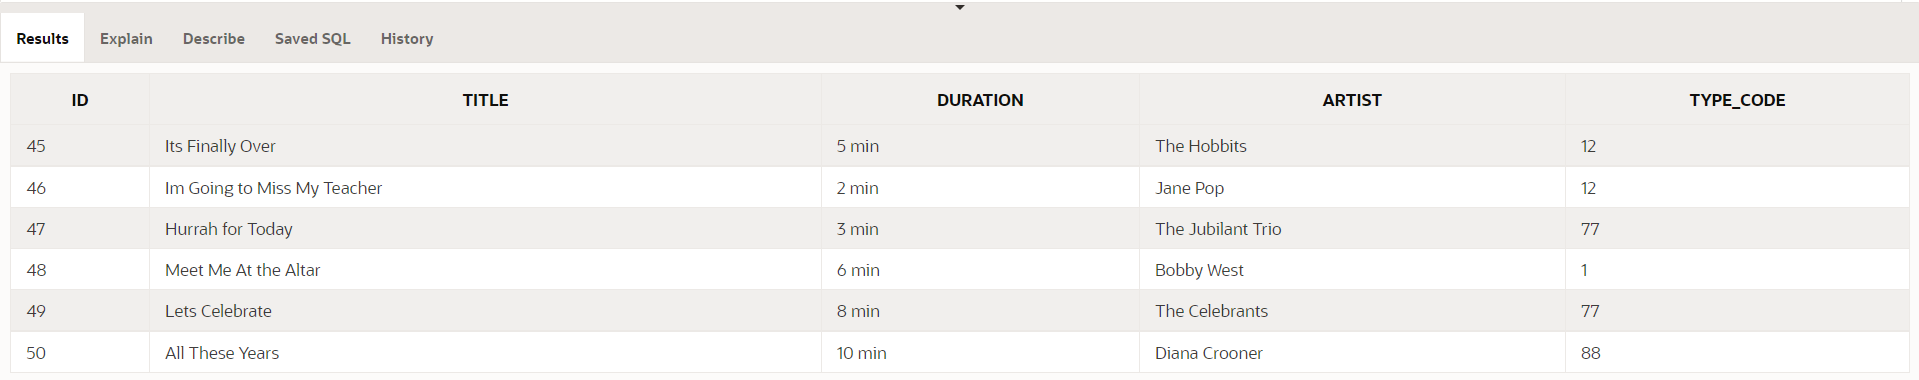 Results Explain Describe Saved SQL History
ID TITLE DURATION ARTIST TYPE_CODE
45 Its Finally Over 5 min The Hobbits 12
46 Im Going to Miss My Teacher 2 min Jane Pop 12
47 Hurrah for Today 3 min The Jubilant Trio 77
48 Meet Me At the Altar 6 min Bobby West 1
49 Lets Celebrate 8 min The Celebrants 77
50 All These Years 10 min Diana Crooner 88